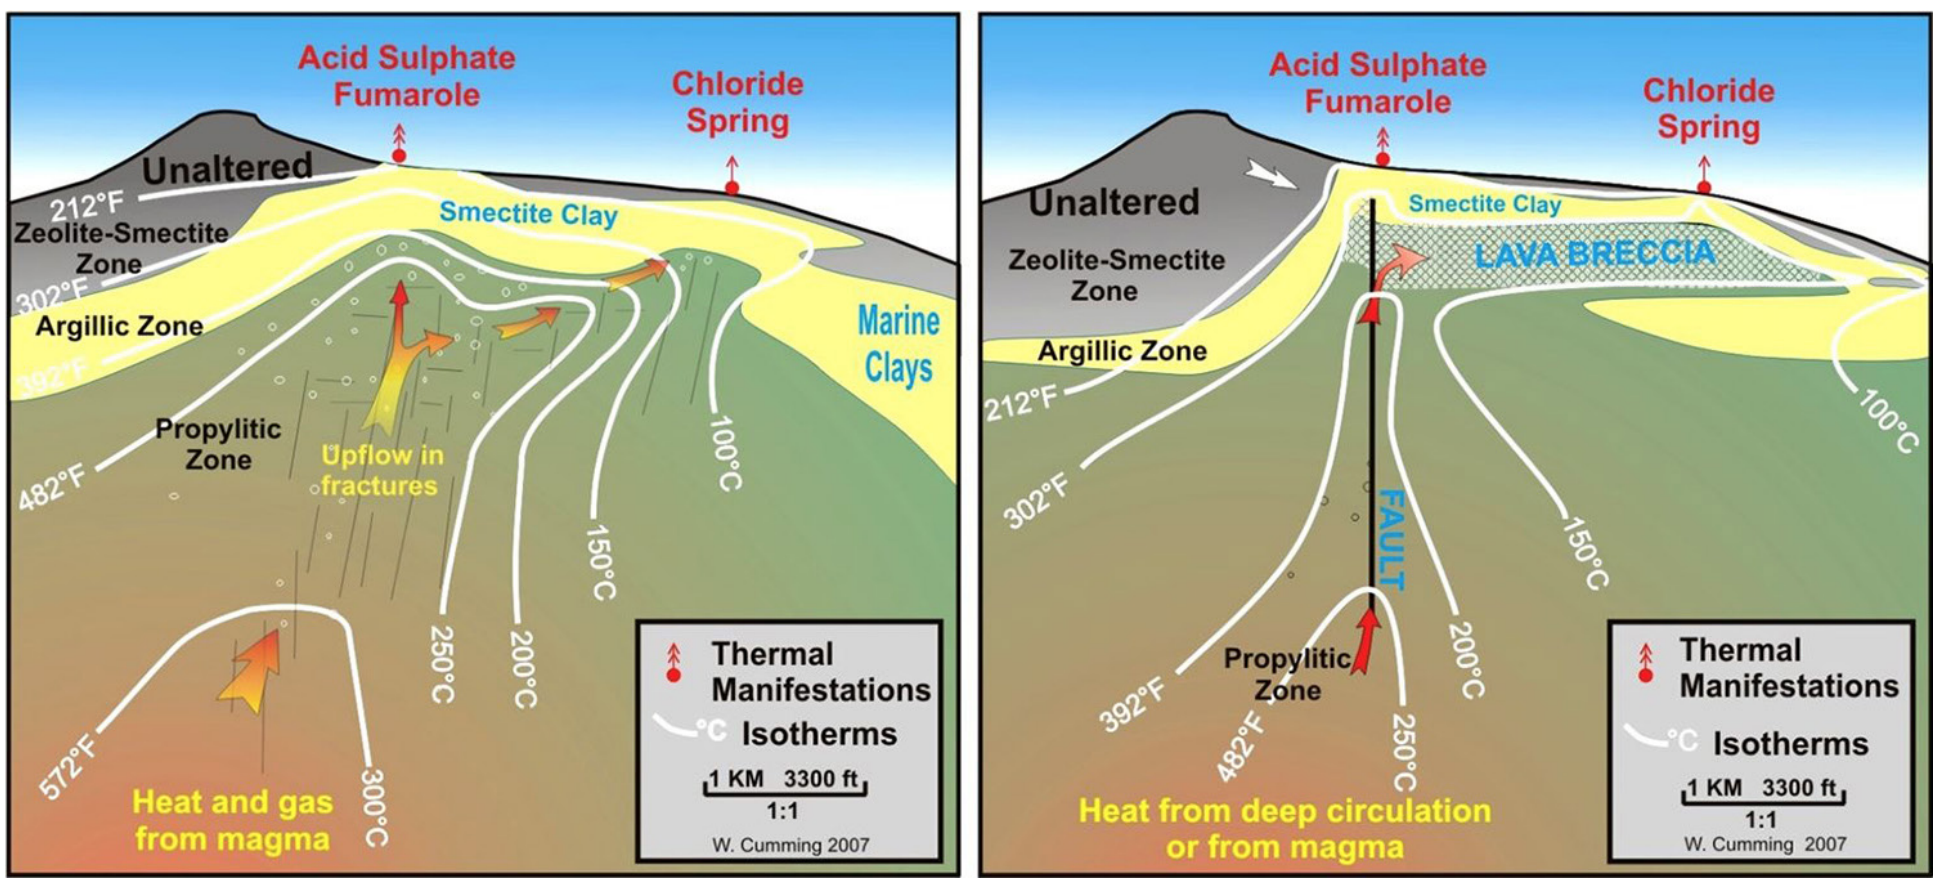 Acid Sulphate
Fumarole
Chloride
Spring
Unaltered
212°F
Smectite Clay
Zeolite-Smectite
Zone
302°F
Argillic Zone
392°F
Marine
Clays
Propylitic
Zone
482°F
Upflow in
fractures
100°C
150°C
200°C
250°C
572°F
300°C
Heat and gas
from magma
Thermal
Manifestations
°C Isotherms
1 KM 3300 ft
1:1
W. Cumming 2007
Acid Sulphate
Fumarole
Chloride
Spring
Unaltered
Smectite Clay
LAVA BRECCIA
Zeolite-Smectite
Zone
Argillic Zone
212°F
100°C
302°F
FAULT
150°C
Propylitic
Zone
392°F
200°C
482°F
250°C
Heat from deep circulation
or from magma
Thermal
Manifestations
°C Isotherms
1 KM 3300 ft
1:1
W. Cumming 2007